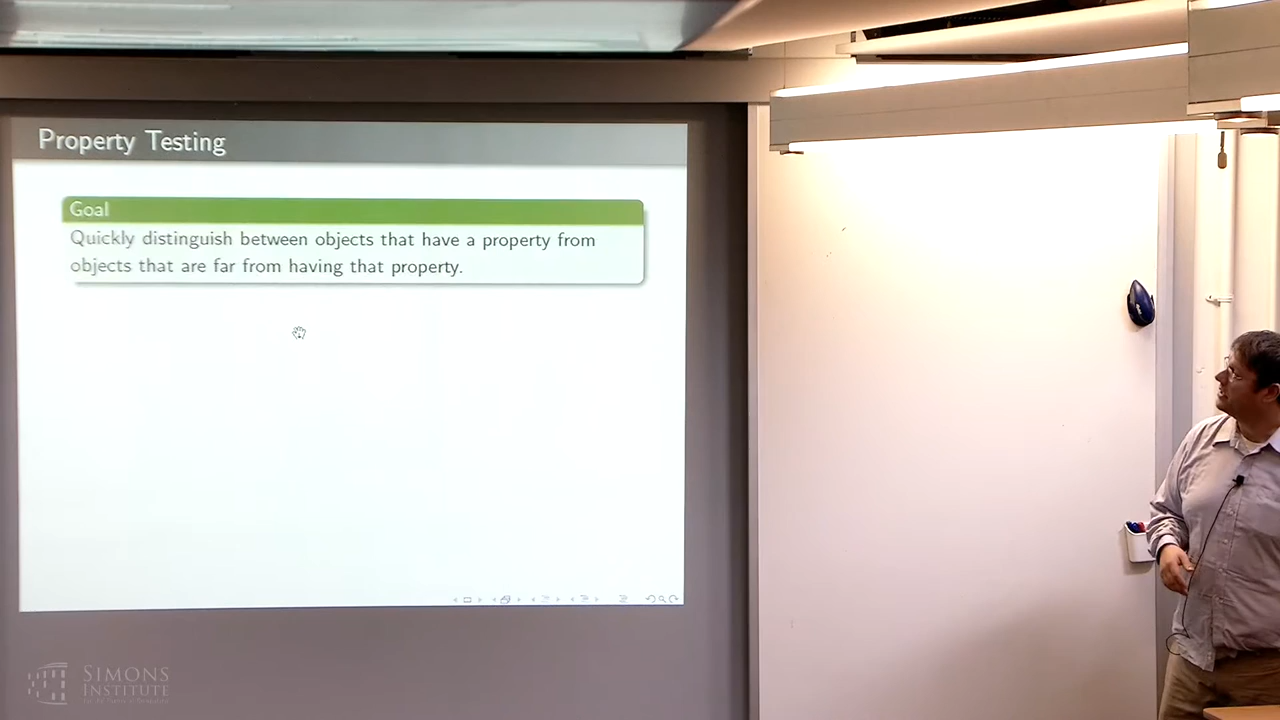 Property Testing
Goal
Quickly distinguish between objects that have a property from
objects that are far from having that property.
SIMONS
INSTITUTE